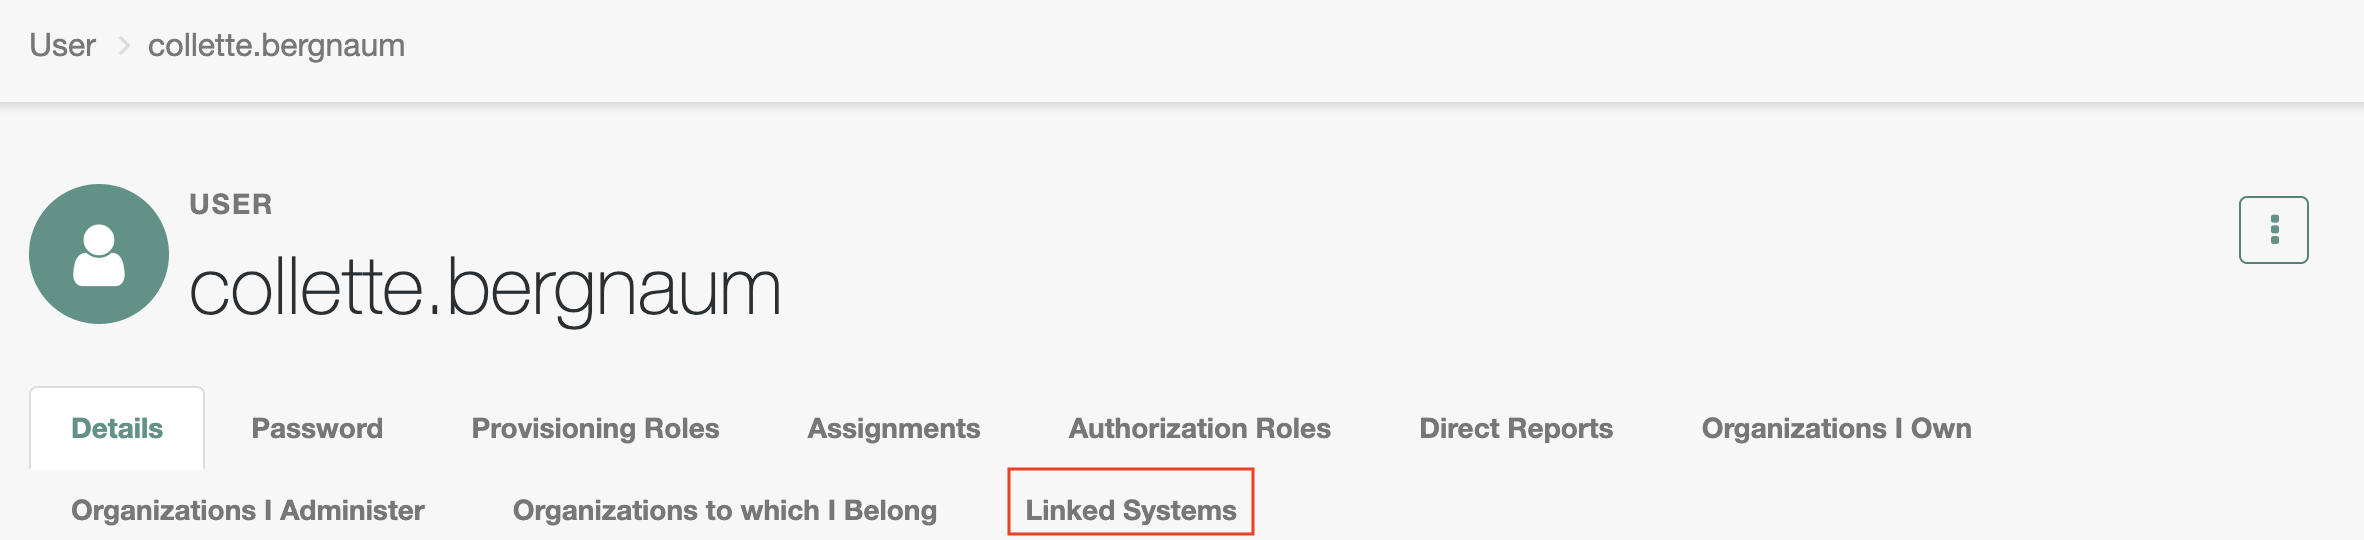 User > collette.bergnaum
USER
collette.bergnaum
Details Password Provisioning Roles Assignments Authorization Roles Direct Reports Organizations I Own
Organizations I Administer Organizations to which I Belong Linked Systems